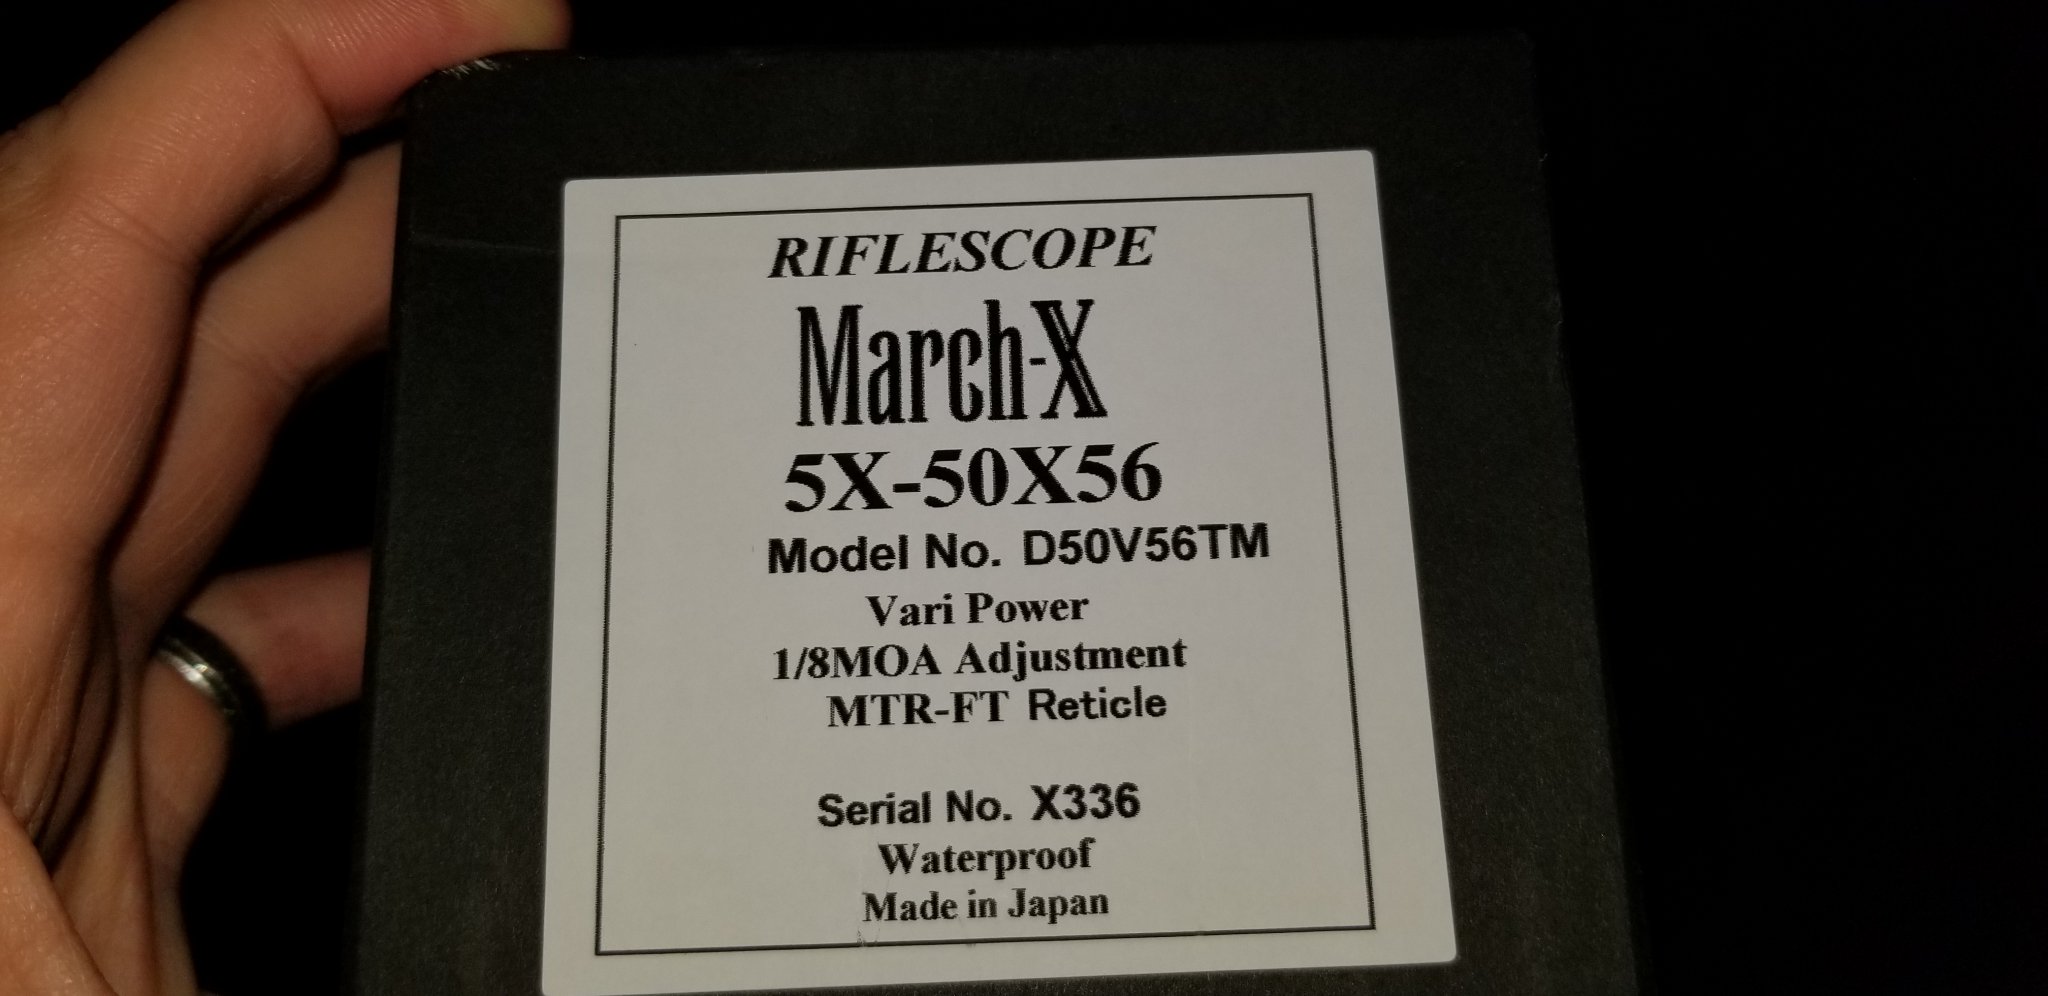 RIFLESCOPE
March-X
5X-50X56
Model No. D50V56TM
Vari Power
1/8MOA Adjustment
MTR-FT Reticle
Serial No. X336
Waterproof
Made in Japan